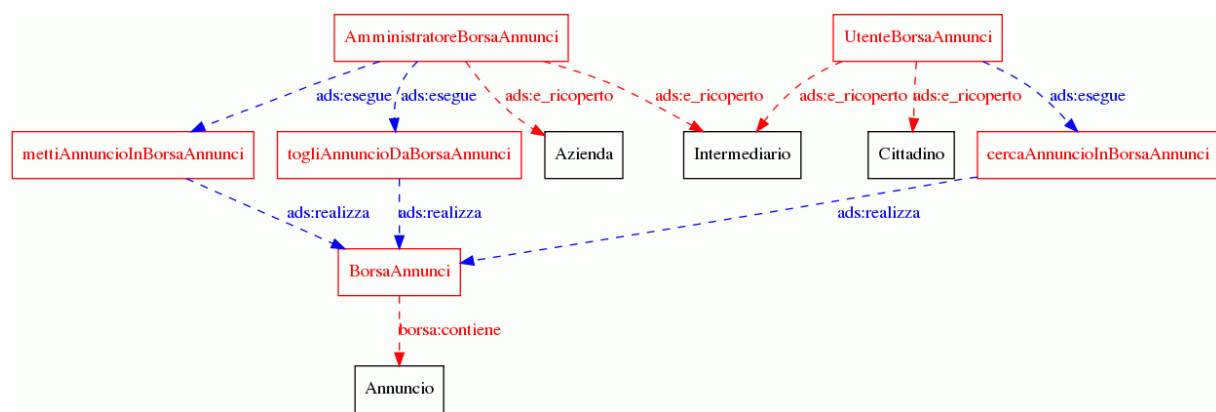 AmministratoreBorsaAnnunci
UtenteBorsaAnnunci
ads:esegue
ads:esegue
ads:e_ricoperto
ads:e_ricoperto
ads:e_ricoperto
ads:e_ricoperto
ads:esegue
mettiAnnuncioInBorsaAnnunci
togliAnnuncioDaBorsaAnnunci
Azienda
Intermediario
Cittadino
cercaAnnuncioInBorsaAnnunci
ads:realizza
ads:realizza
ads:realizza
BorsaAnnunci
borsa:contiene
Annuncio